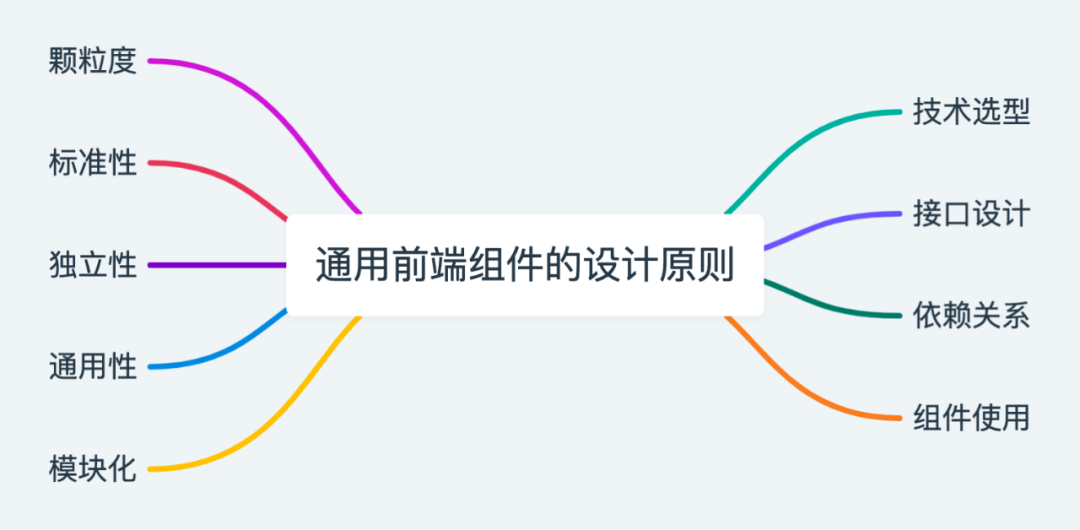 颗粒度
标准性
独立性
通用性
模块化
通用前端组件的设计原则
技术选型
接口设计
依赖关系
组件使用